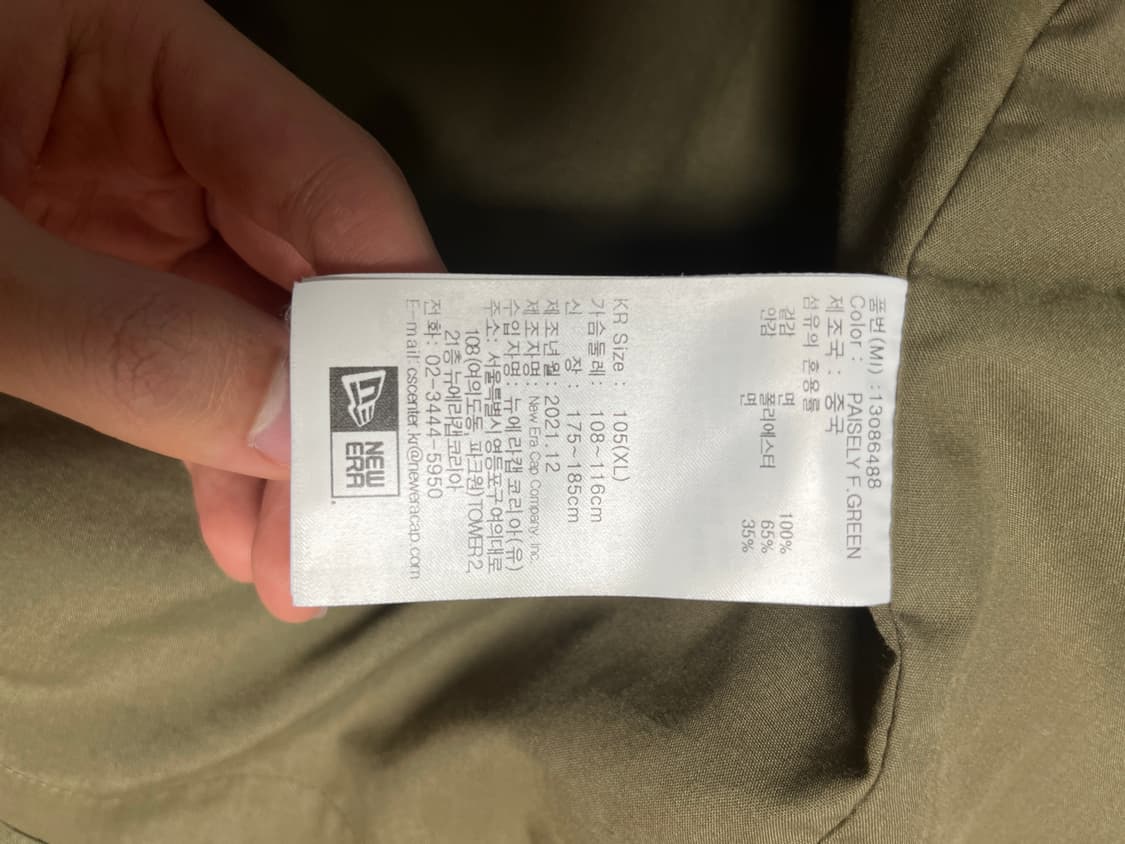 품번(MI) : 13086488
Color : PAISELY F.GREEN
제조국 : 중국
섬유의 혼용률
겉감 면 100%
안감 폴리에스터 65%
면 35%
KR Size : 105(XL)
가슴둘레 : 108~116cm
신 장 : 175~185cm
제조년월 : 2021.12
제조자명 : New Era Cap Company, Inc.
수입자명 : 뉴에라캡코리아(유)
주소 : 서울특별시 영등포구 여의대로
108(여의도동, 파크원) TOWER 2,
21층 뉴에라캡코리아
전화 : 02-3444-5950
E-mail: cscenter.kr@neweracap.com
NEW
ERA